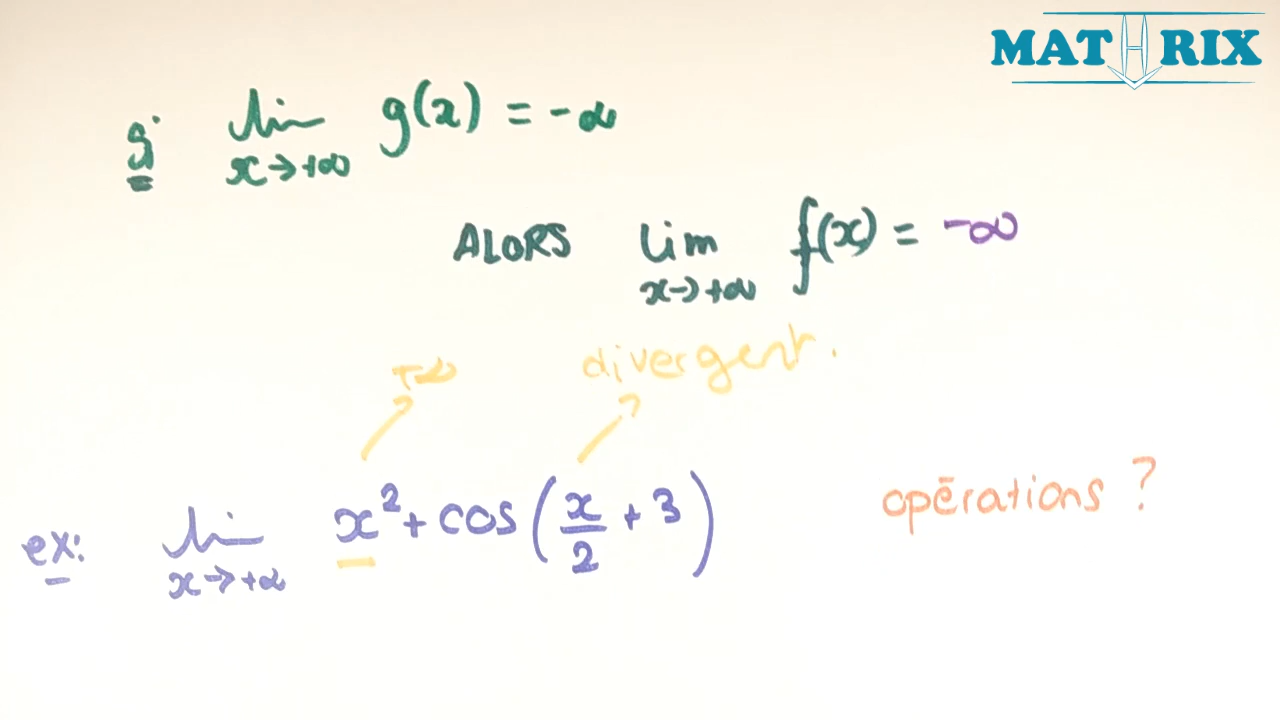 MATHRIX
Si lim g(x) = -∞
x→+∞
ALORS lim f(x) = -∞
x→+∞
+∞ divergent.
ex: lim x² + cos(x/2 + 3) opérations ?
x→+∞